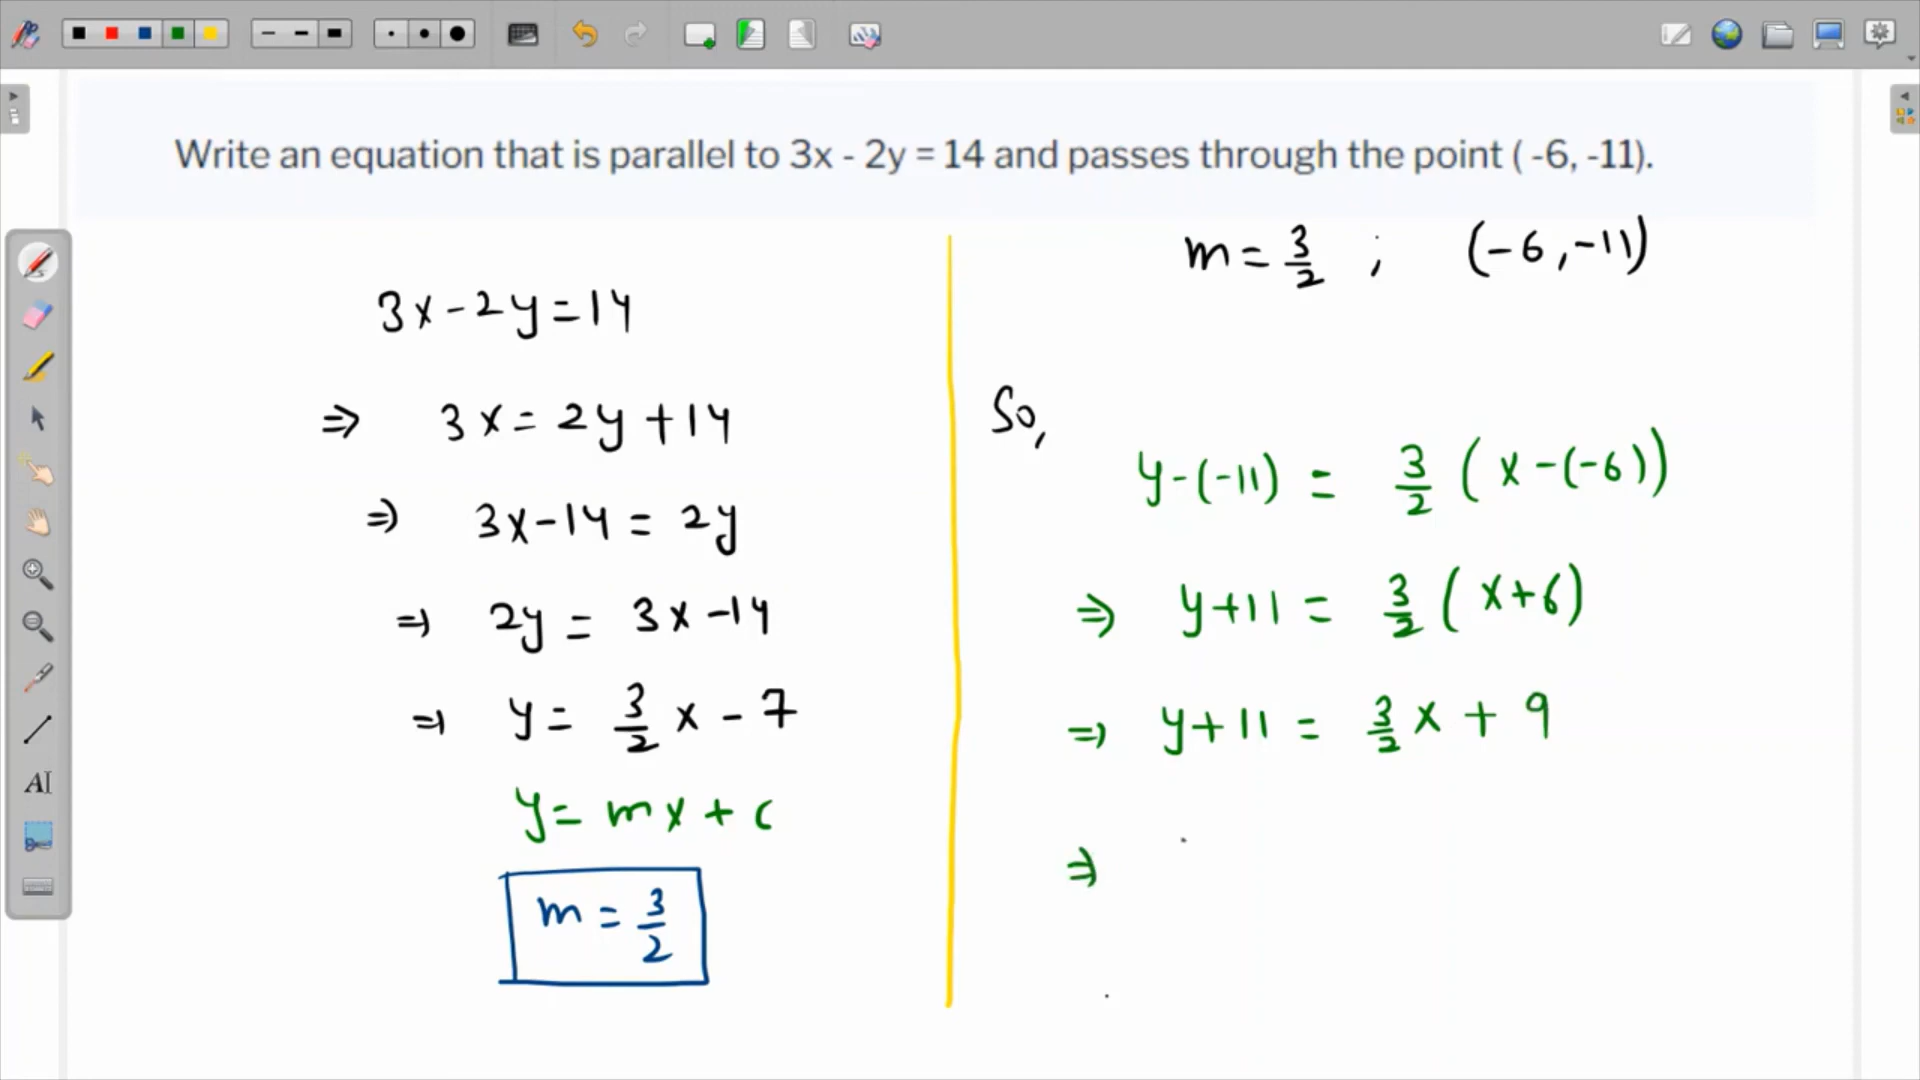 Write an equation that is parallel to 3x - 2y = 14 and passes through the point ( -6, -11).
3x-2y=14
⇒ 3x = 2y+14
⇒ 3x-14 = 2y
⇒ 2y = 3x-14
⇒ y = 3/2 x - 7
y = mx + c
m = 3/2
m = 3/2 ; (-6,-11)
So,
y-(-11) = 3/2 (x-(-6))
⇒ y+11 = 3/2 (x+6)
⇒ y+11 = 3/2 x + 9
⇒
AI